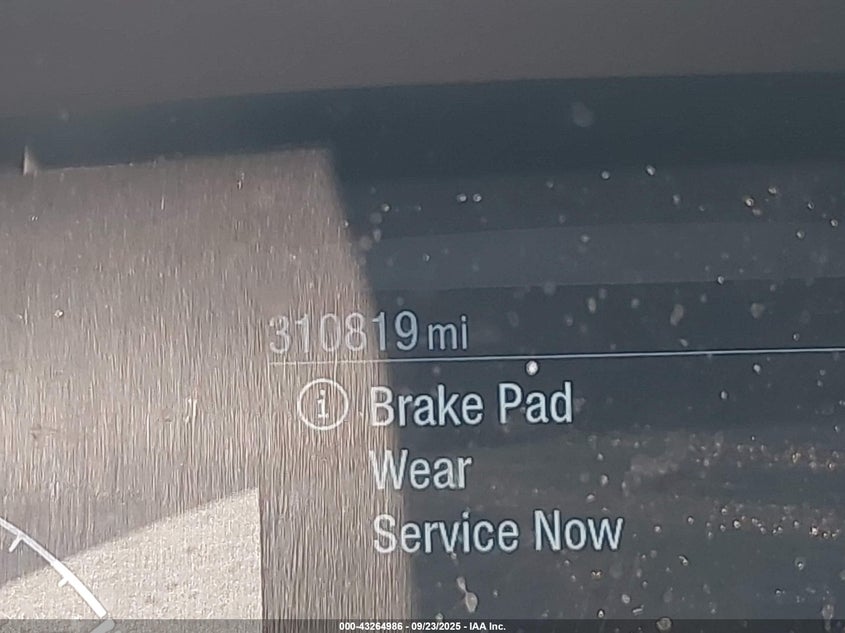 310819 mi
i Brake Pad
Wear
Service Now
000-43264986 - 09/23/2025 - IAA Inc.